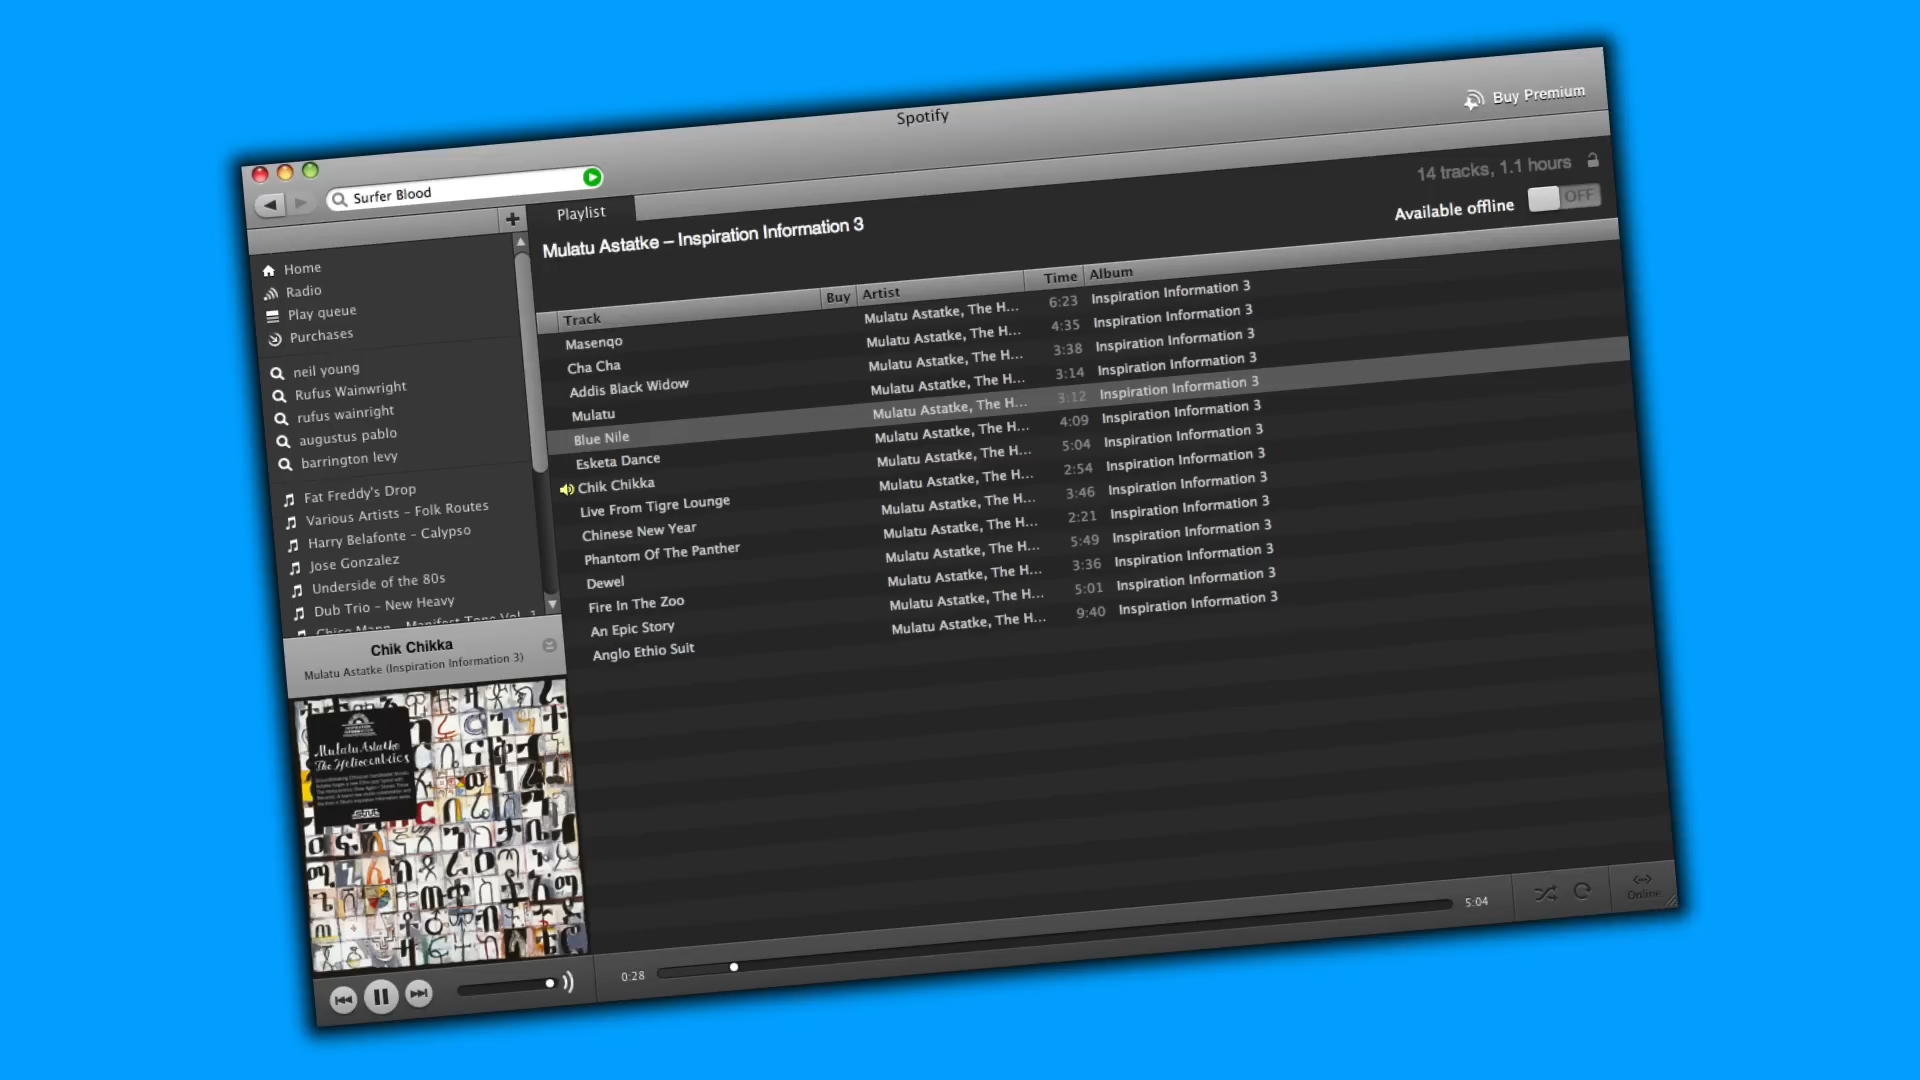 Spotify
Buy Premium
Surfer Blood
14 tracks, 1.1 hours
Available offline OFF
Playlist
Mulatu Astatke – Inspiration Information 3
Home
Radio
Play queue
Purchases
neil young
Rufus Wainwright
rufus wainright
augustus pablo
barrington levy
Fat Freddy's Drop
Various Artists – Folk Routes
Harry Belafonte – Calypso
Jose Gonzalez
Underside of the 80s
Dub Trio – New Heavy
Chico Mann – Manifest Tone Vol. 1
Track Buy Artist Time Album
Masenqo Mulatu Astatke, The H... 6:23 Inspiration Information 3
Cha Cha Mulatu Astatke, The H... 4:35 Inspiration Information 3
Addis Black Widow Mulatu Astatke, The H... 3:38 Inspiration Information 3
Mulatu Mulatu Astatke, The H... 3:14 Inspiration Information 3
Blue Nile Mulatu Astatke, The H... 3:12 Inspiration Information 3
Esketa Dance Mulatu Astatke, The H... 4:09 Inspiration Information 3
Chik Chikka Mulatu Astatke, The H... 5:04 Inspiration Information 3
Live From Tigre Lounge Mulatu Astatke, The H... 2:54 Inspiration Information 3
Chinese New Year Mulatu Astatke, The H... 3:46 Inspiration Information 3
Phantom Of The Panther Mulatu Astatke, The H... 2:21 Inspiration Information 3
Dewel Mulatu Astatke, The H... 5:49 Inspiration Information 3
Fire In The Zoo Mulatu Astatke, The H... 3:36 Inspiration Information 3
An Epic Story Mulatu Astatke, The H... 5:01 Inspiration Information 3
Anglo Ethio Suit Mulatu Astatke, The H... 9:40 Inspiration Information 3
Chik Chikka
Mulatu Astatke (Inspiration Information 3)
Mulatu Astatke
The Heliocentrics
strut
0:28
5:04
Online